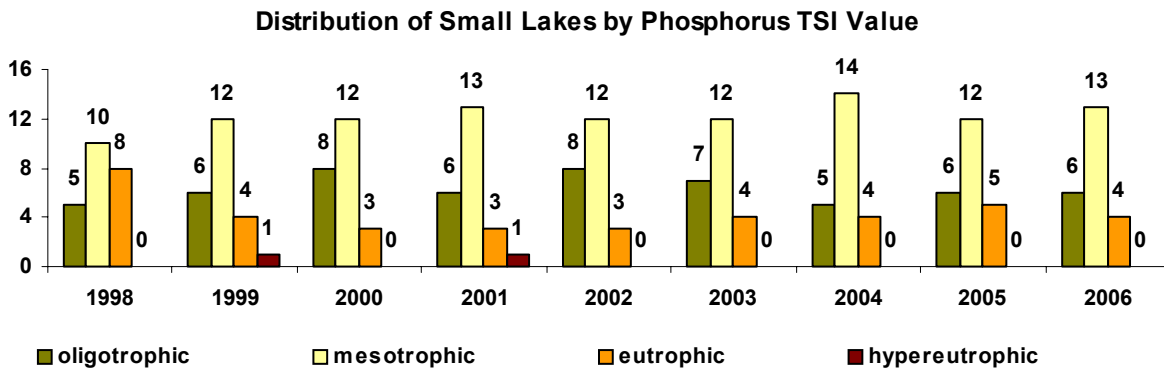 Distribution of Small Lakes by Phosphorus TSI Value
16
12
8
4
0
5 10 8 0
6 12 4 1
8 12 3 0
6 13 3 1
8 12 3 0
7 12 4 0
5 14 4 0
6 12 5 0
6 13 4 0
1998 1999 2000 2001 2002 2003 2004 2005 2006
oligotrophic mesotrophic eutrophic hypereutrophic